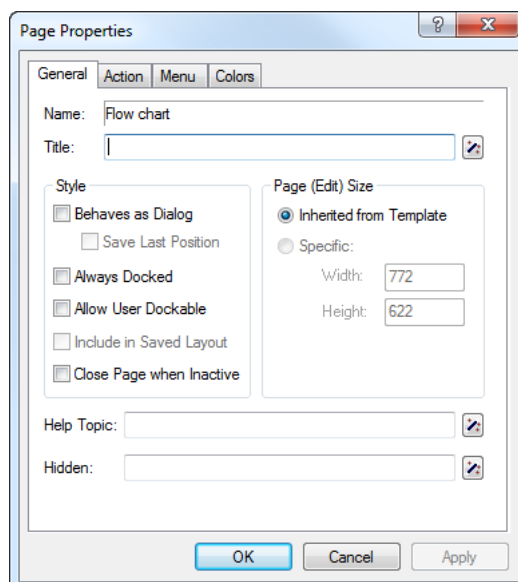 Page Properties
?
General Action Menu Colors
Name: Flow chart
Title:
Style
Behaves as Dialog
Save Last Position
Always Docked
Allow User Dockable
Include in Saved Layout
Close Page when Inactive
Page (Edit) Size
Inherited from Template
Specific:
Width: 772
Height: 622
Help Topic:
Hidden:
OK Cancel Apply